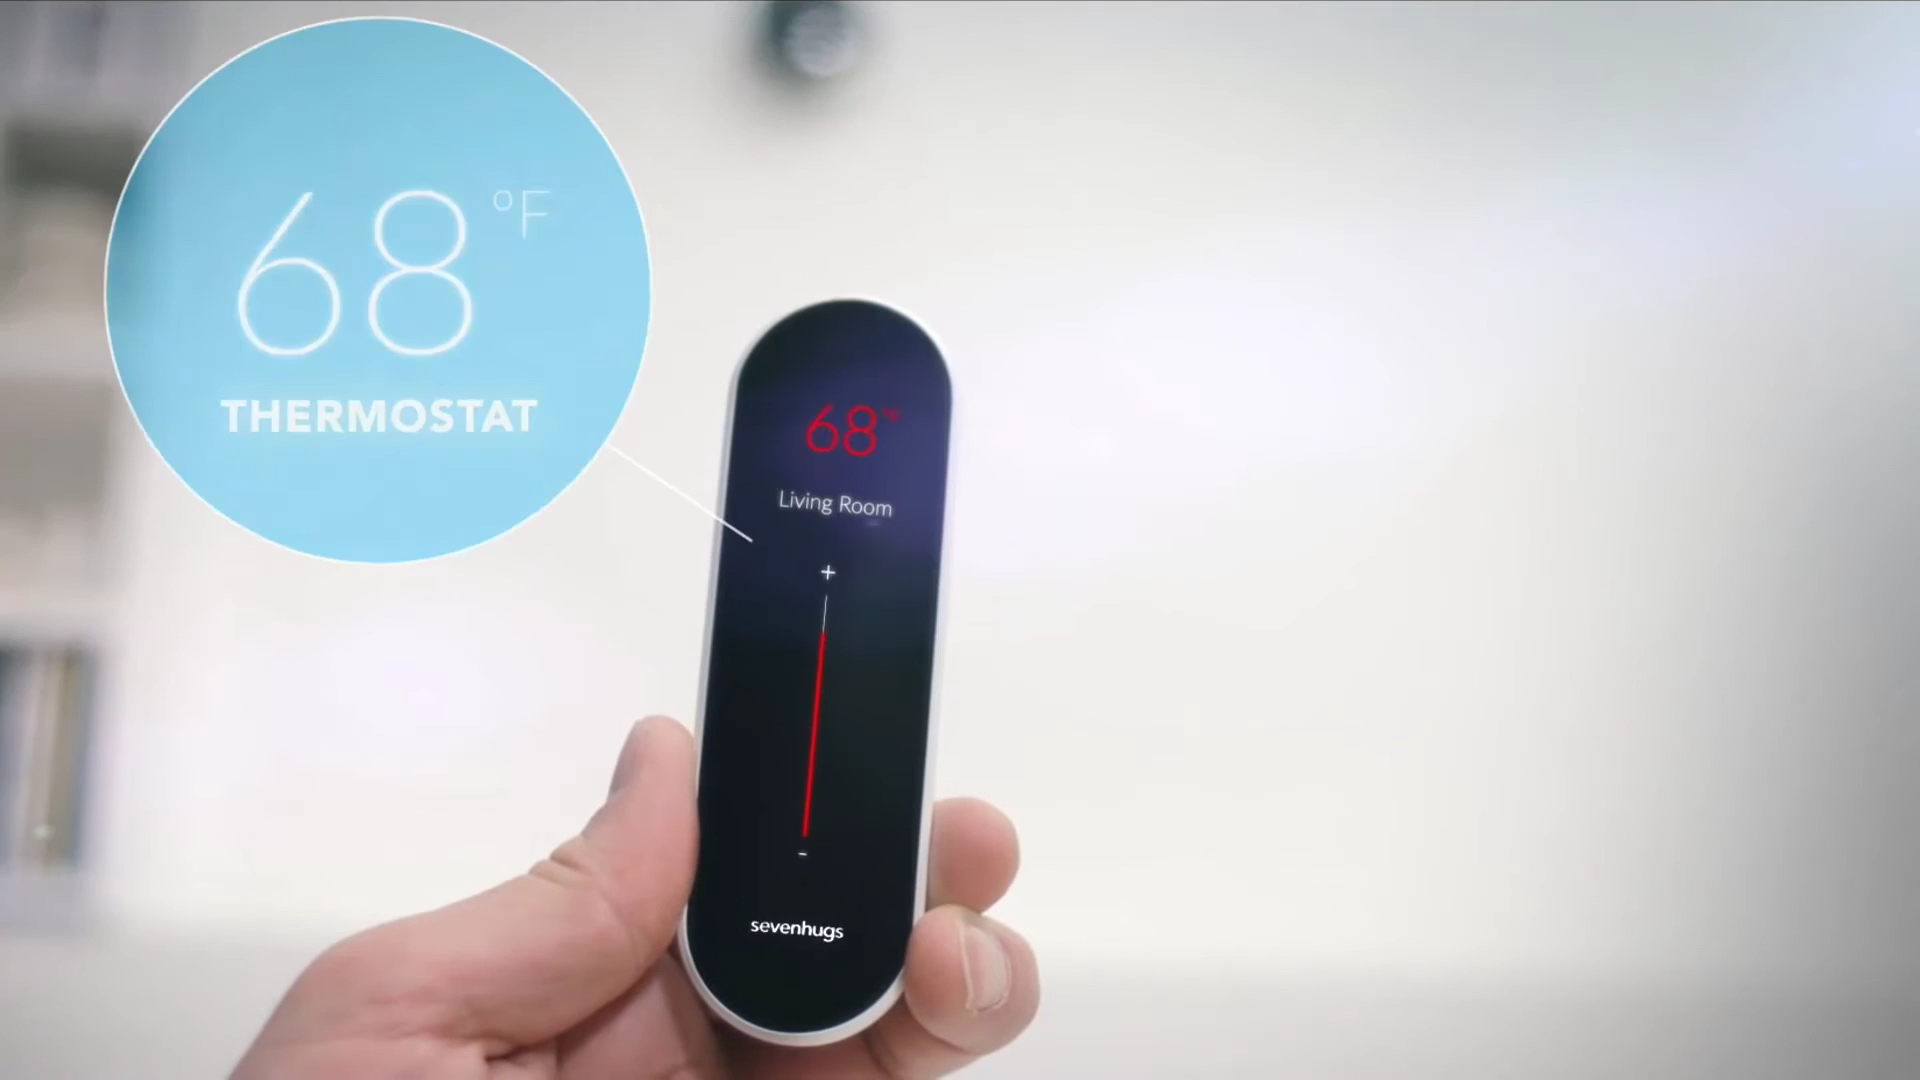 68 °F
THERMOSTAT
68 °F
Living Room
+
-
sevenhugs